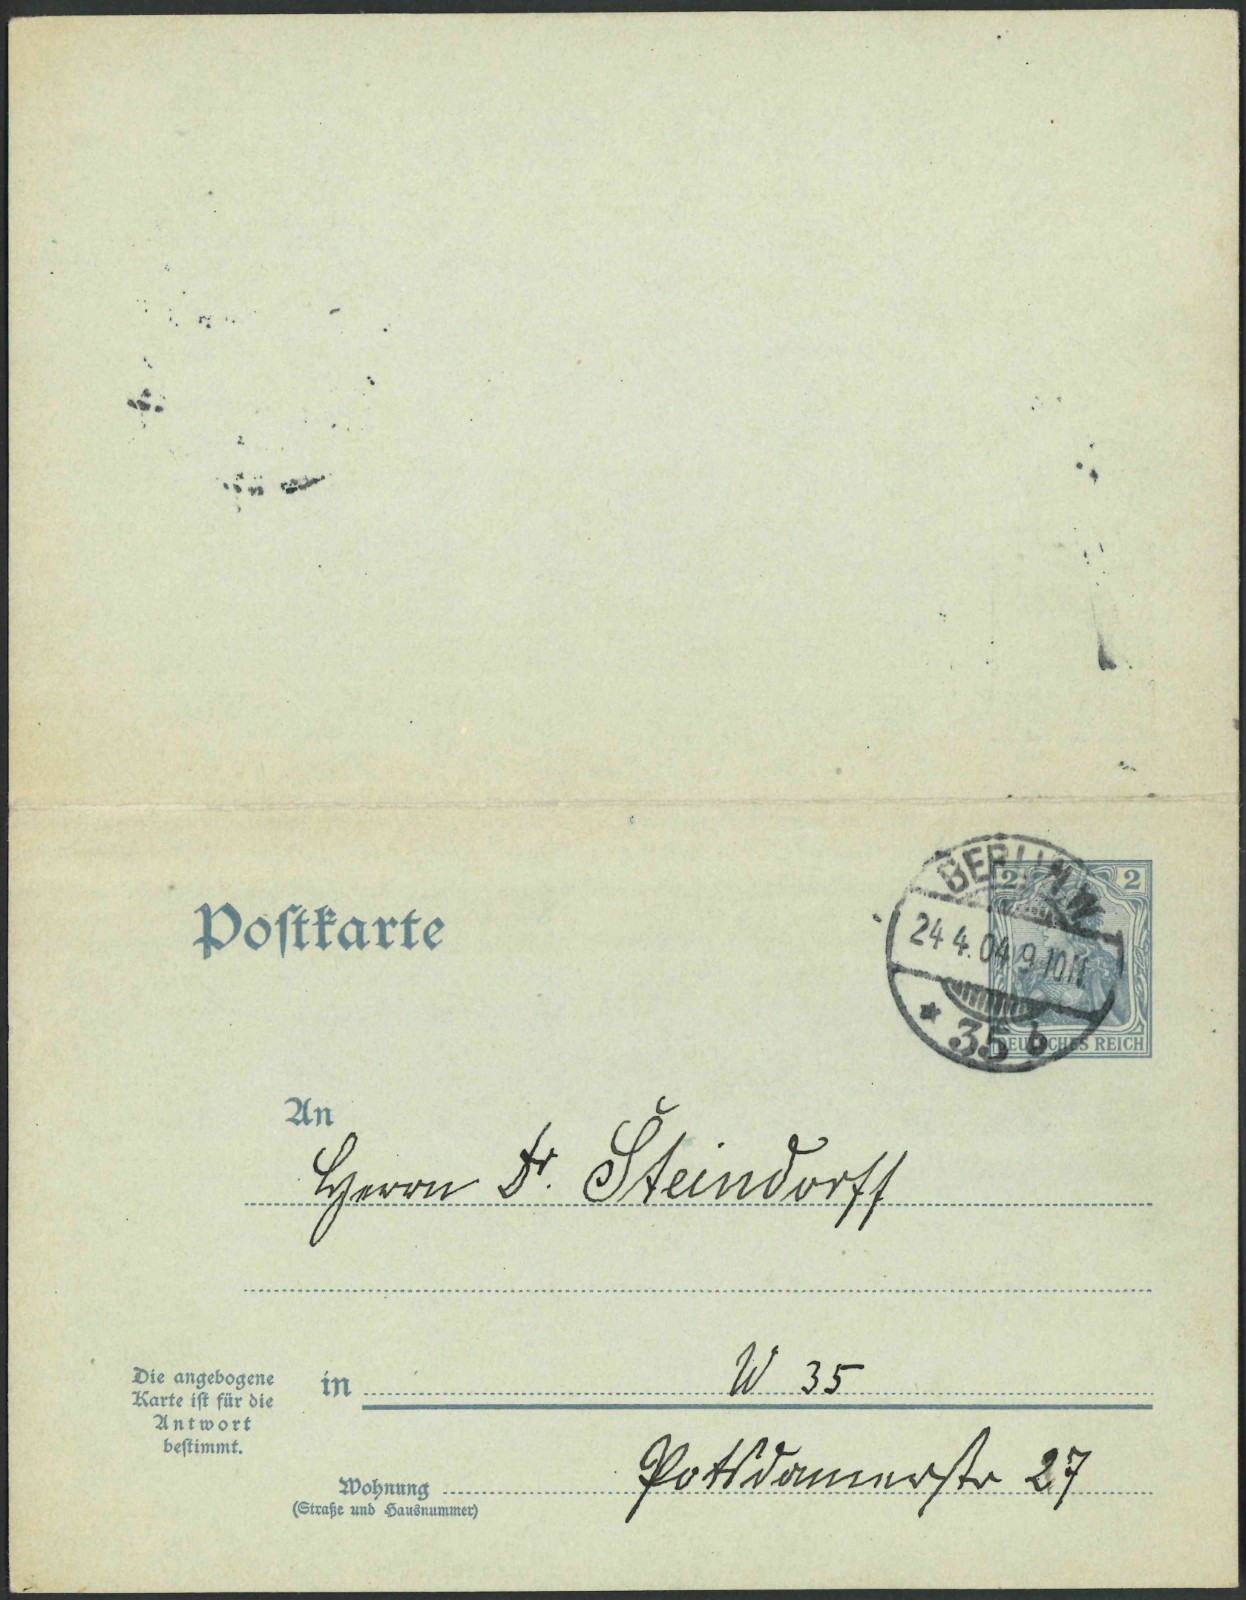 Postkarte
2 2
DEUTSCHES REICH
BERLIN W
24 4. 04 9-10 N.
* 35 b
An
Herrn Dr. Steindorff
in W 35
Die angebogene
Karte ist für die
Antwort
bestimmt.
Wohnung Potsdamerstr 27
(Straße und Hausnummer)